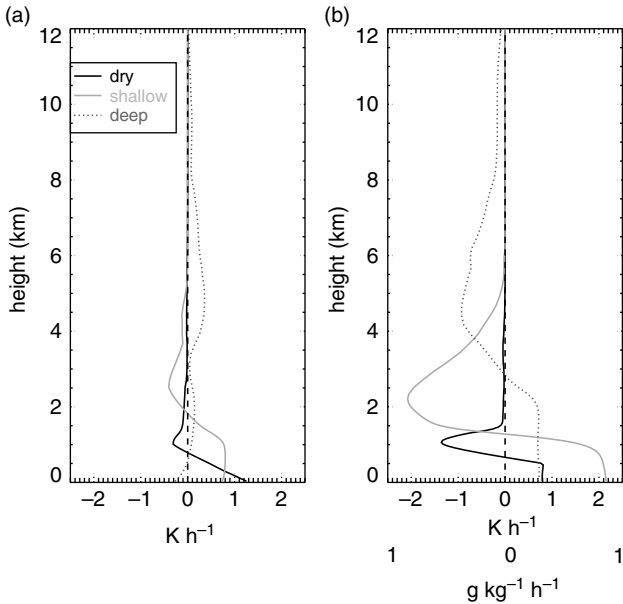 (a)
12
10
8
6
4
2
0
height (km)
dry
shallow
deep
−2 −1 0 1 2
K h⁻¹
(b)
12
10
8
6
4
2
0
height (km)
−2 −1 0 1 2
K h⁻¹
1 0 1
g kg⁻¹ h⁻¹